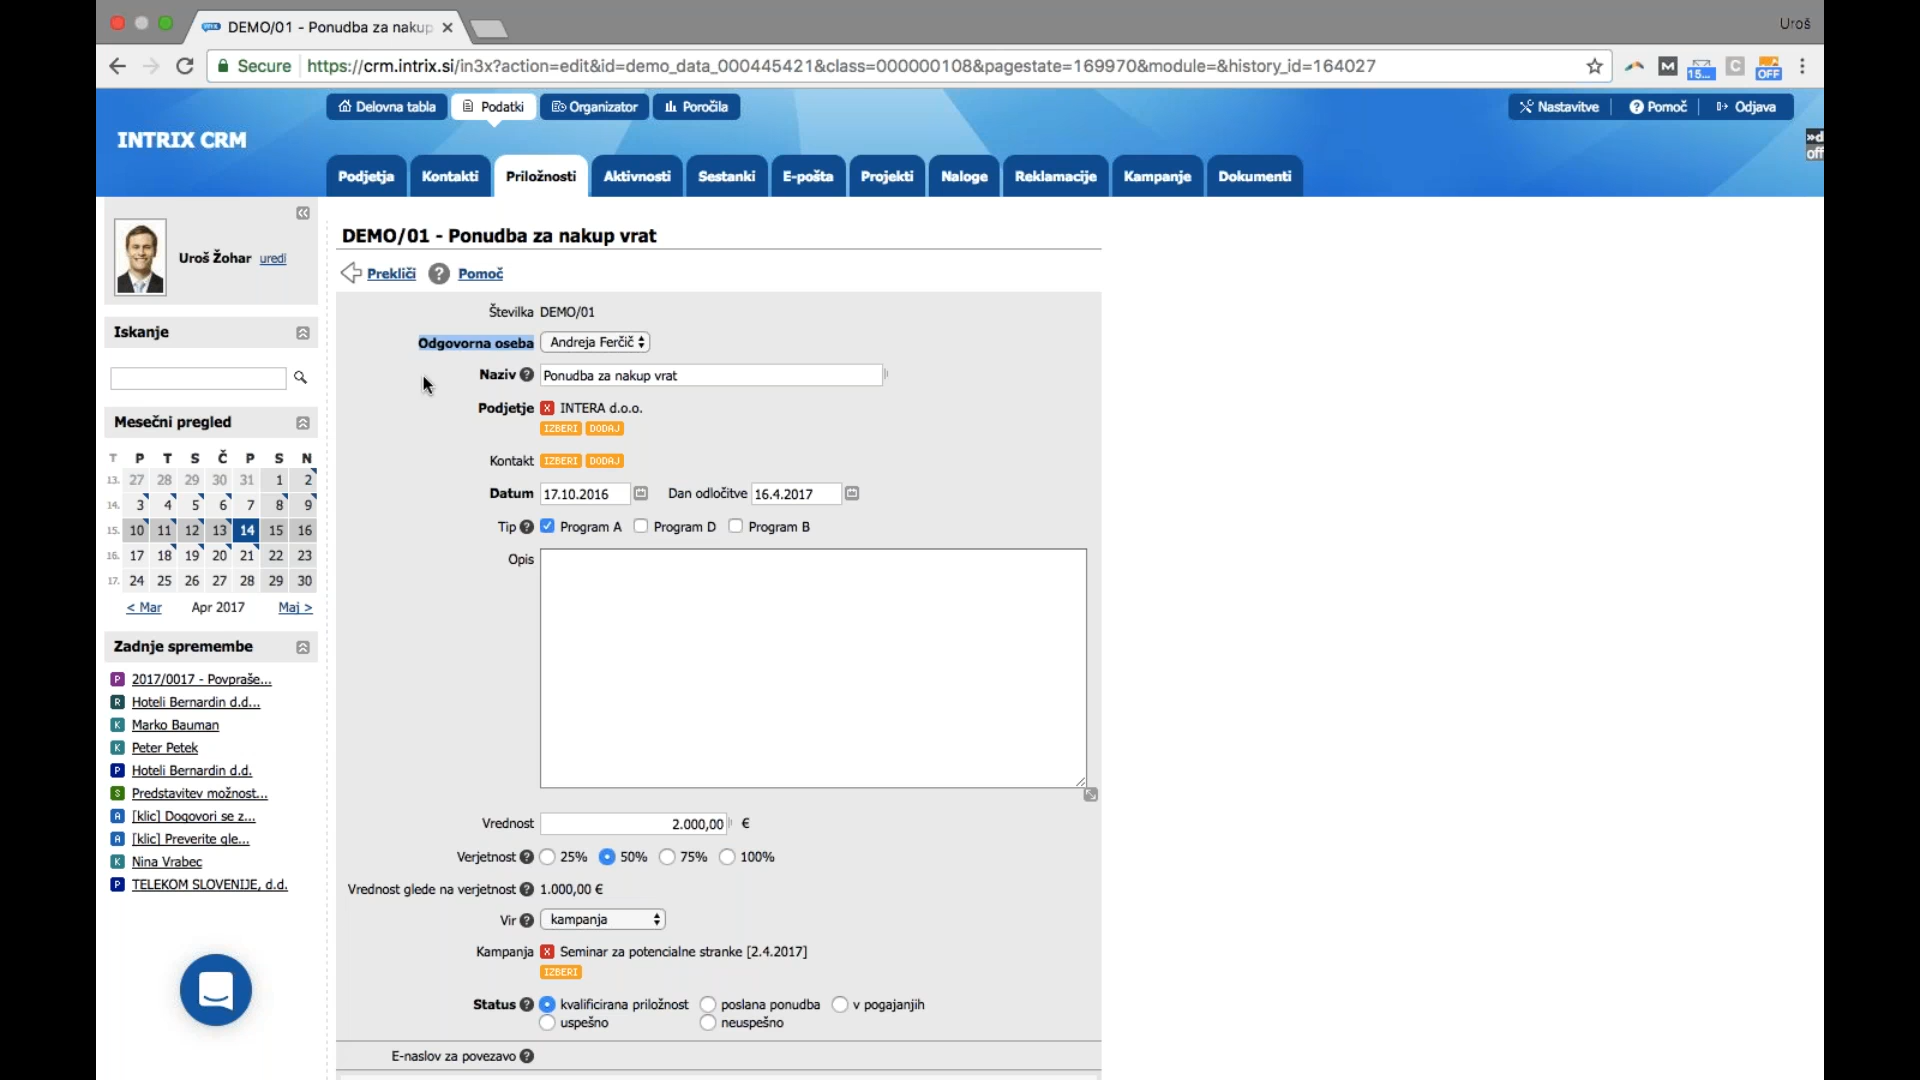 DEMO/01 - Ponudba za nakup
Uroš
Secure https://crm.intrix.si/in3x?action=edit&id=demo_data_000445421&class=000000108&pagestate=169970&module=&history_id=164027
M 15... C OFF
Delovna tabla Podatki Organizator Poročila
Nastavitve Pomoč Odjava
INTRIX CRM
»d
off
Podjetja Kontakti Priložnosti Aktivnosti Sestanki E-pošta Projekti Naloge Reklamacije Kampanje Dokumenti
Uroš Žohar uredi
Iskanje
Mesečni pregled
T P T S Č P S N
13. 27 28 29 30 31 1 2
14. 3 4 5 6 7 8 9
15. 10 11 12 13 14 15 16
16. 17 18 19 20 21 22 23
17. 24 25 26 27 28 29 30
< Mar Apr 2017 Maj >
Zadnje spremembe
P 2017/0017 - Povpraše...
R Hoteli Bernardin d.d...
K Marko Bauman
K Peter Petek
P Hoteli Bernardin d.d.
S Predstavitev možnost...
A [klic] Dogovori se z...
A [klic] Preverite gle...
K Nina Vrabec
P TELEKOM SLOVENIJE, d.d.
DEMO/01 - Ponudba za nakup vrat
Prekliči ? Pomoč
Številka DEMO/01
Odgovorna oseba Andreja Ferčič
Naziv ? Ponudba za nakup vrat
Podjetje X INTERA d.o.o.
IZBERI DODAJ
Kontakt IZBERI DODAJ
Datum 17.10.2016 Dan odločitve 16.4.2017
Tip ? Program A Program D Program B
Opis
Vrednost 2.000,00 €
Verjetnost ? 25% 50% 75% 100%
Vrednost glede na verjetnost ? 1.000,00 €
Vir ? kampanja
Kampanja X Seminar za potencialne stranke [2.4.2017]
IZBERI
Status ? kvalificirana priložnost poslana ponudba v pogajanjih
uspešno neuspešno
E-naslov za povezavo ?